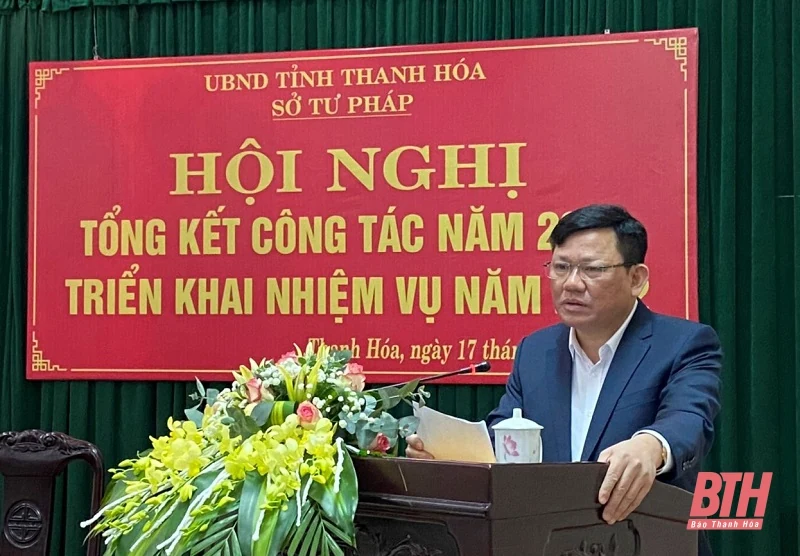 UBND TỈNH THANH HÓA
SỞ TƯ PHÁP
HỘI NGHỊ
TỔNG KẾT CÔNG TÁC NĂM
TRIỂN KHAI NHIỆM VỤ NĂM
Thanh Hóa, ngày 17
BTH
Báo Thanh Hóa